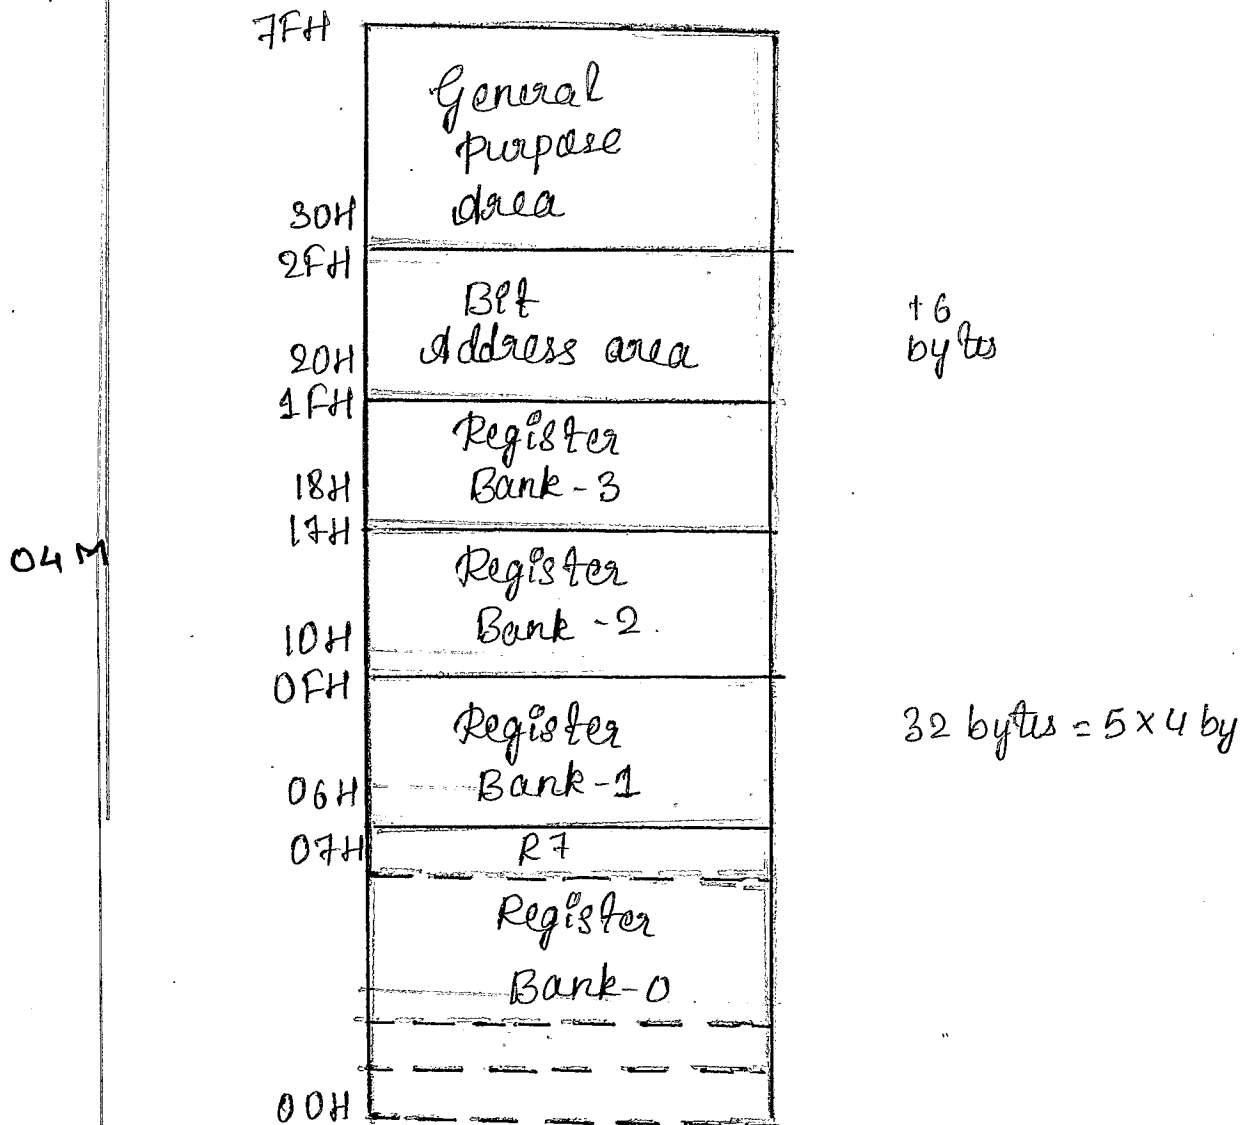 7FH
General
purpose
Area
30H
2FH
Bit
Address area
16
bytes
20H
1FH
Register
Bank-3
18H
17H
04 M
Register
Bank-2
10H
0FH
Register
Bank-1
32 bytes = 5×4 by
06H
07H
R7
Register
Bank-0
00H